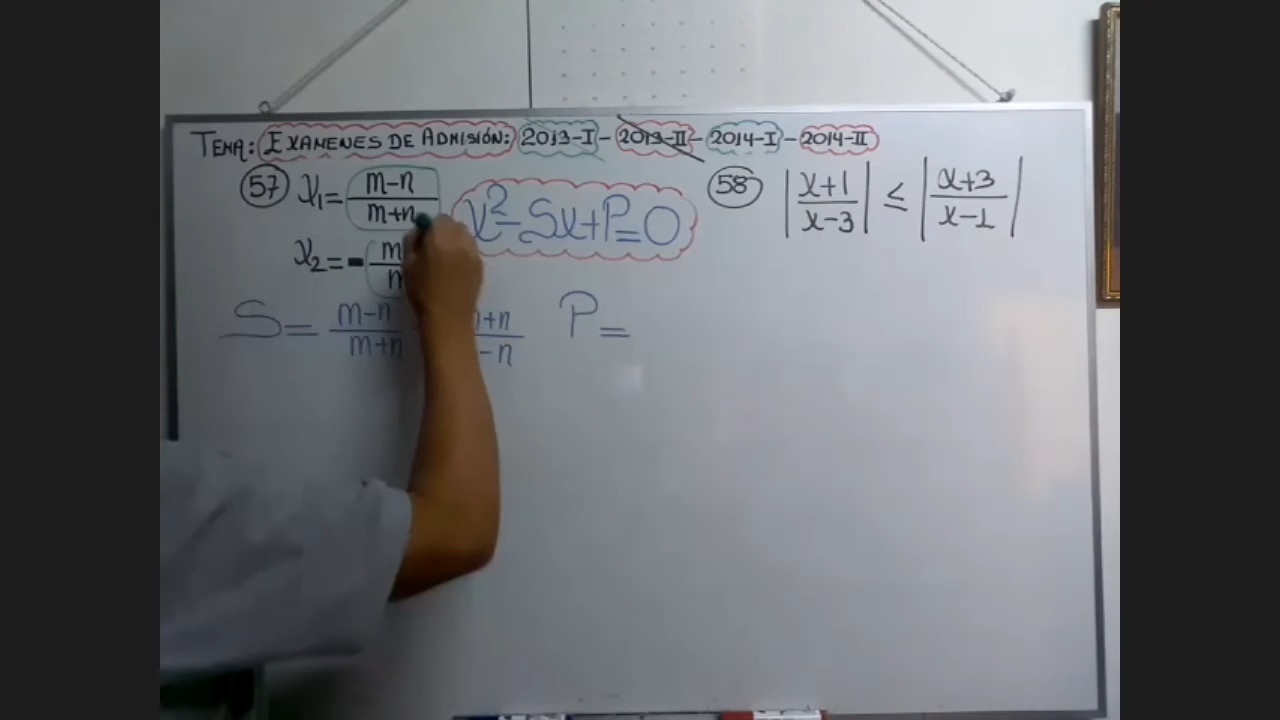 TEMA: EXAMENES DE ADMISIÓN: 2013-I - 2013-II - 2014-I - 2014-II
57 x₁ = (m-n)/(m+n)
x² - Sx + P = 0
58 |(x+1)/(x-3)| ≤ |(x+3)/(x-1)|
x₂ = - m/n
S = (m-n)/(m+n) +n/-n P =